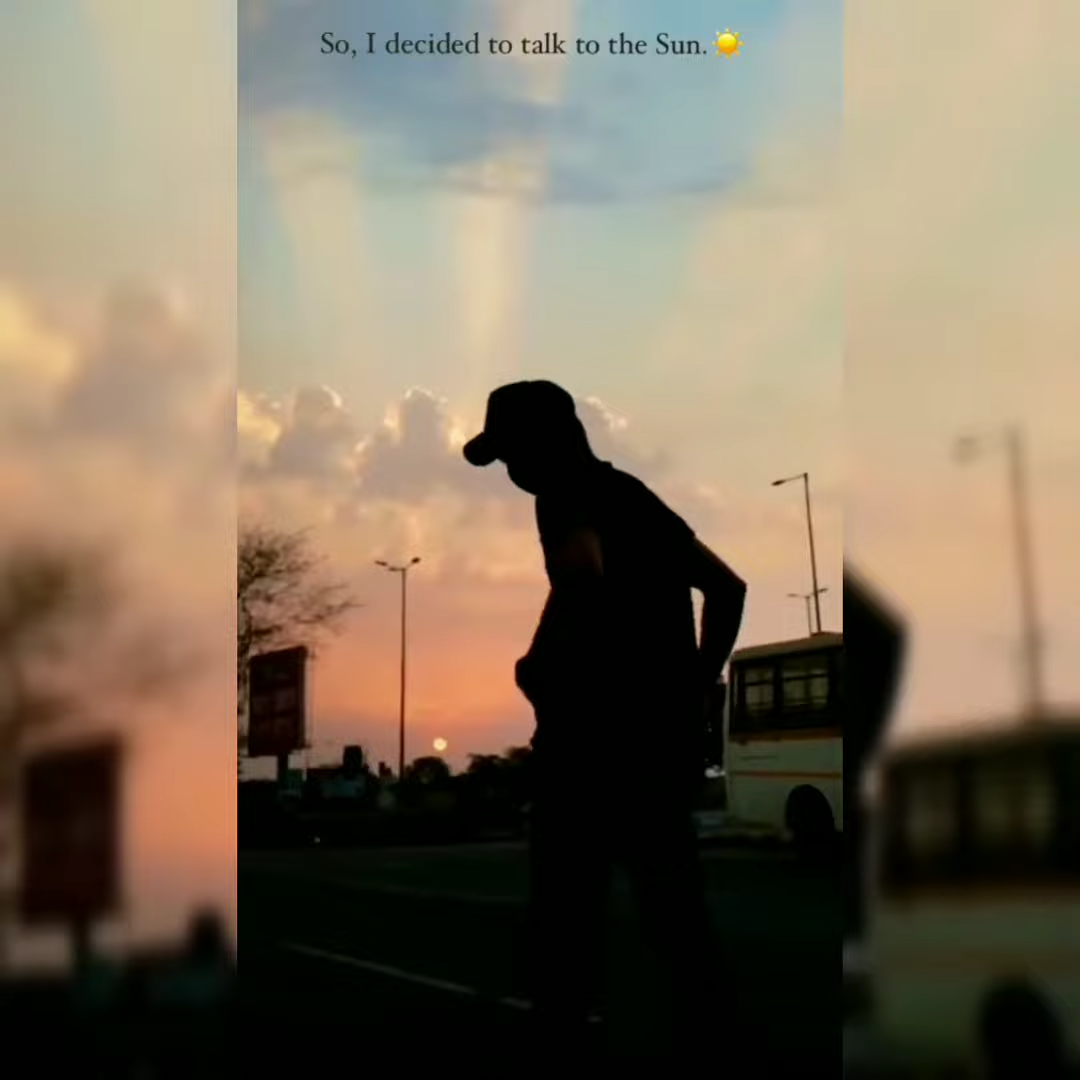 So, I decided to talk to the Sun.☀️